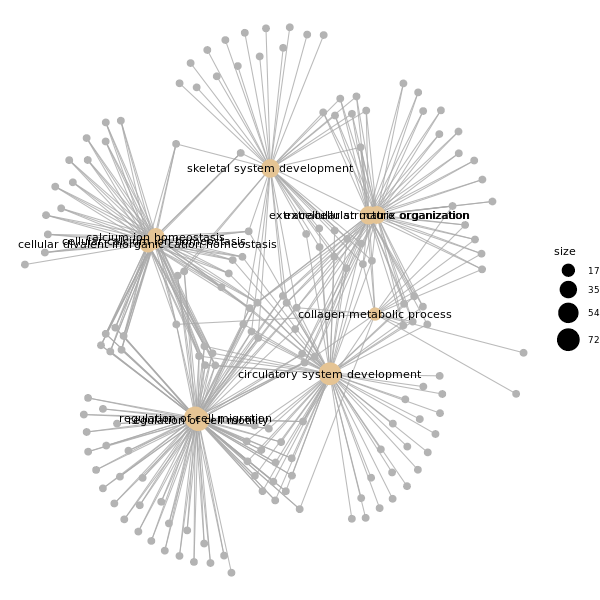 skeletal system development
extracellular structure organization
extracellular matrix organization
calcium ion homeostasis
cellular calcium ion homeostasis
cellular divalent inorganic cation homeostasis
size
17
35
54
72
collagen metabolic process
circulatory system development
regulation of cell migration
regulation of cell motility